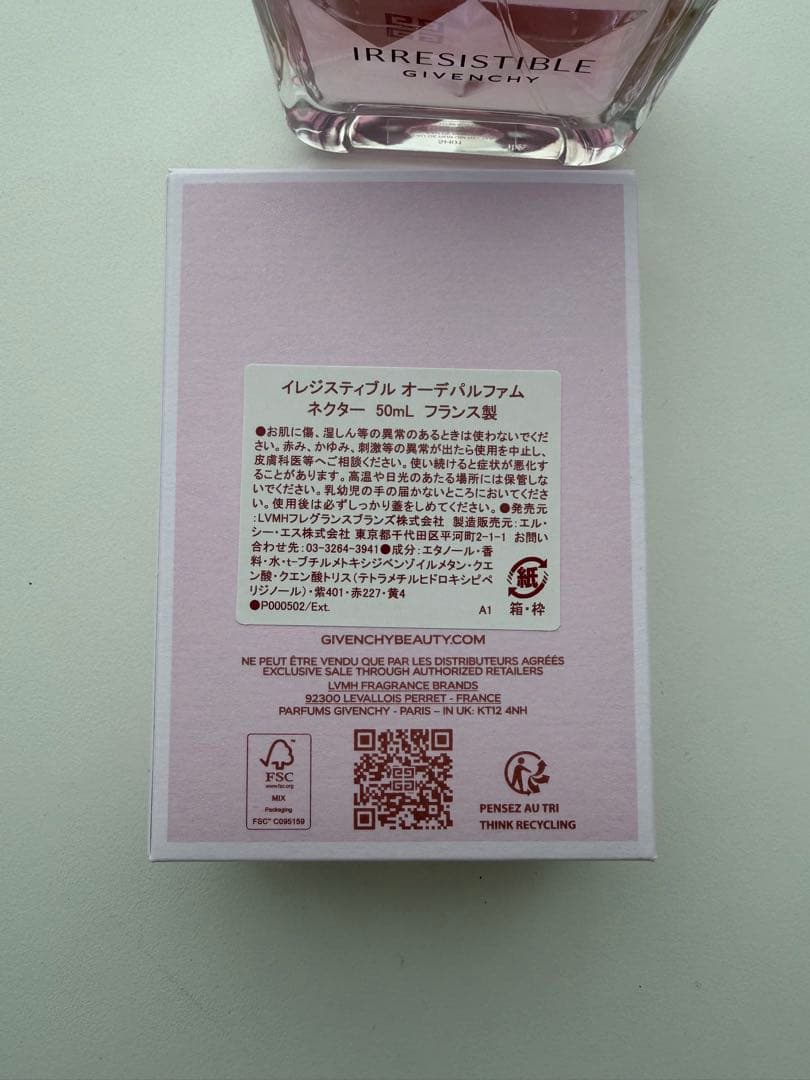 IRRESISTIBLE
GIVENCHY
イレジスティブル オーデパルファム
ネクター 50mL フランス製
●お肌に傷、湿しん等の異常のあるときは使わないでくだ
さい。赤み、かゆみ、刺激等の異常が出たら使用を中止し、
皮膚科医等へご相談ください。使い続けると症状が悪化す
ることがあります。高温や日光のあたる場所には保管しな
いでください。乳幼児の手の届かないところにおいてくださ
い。使用後は必ずしっかり蓋をしめてください。●発売元
:LVMHフレグランスブランズ株式会社 製造販売元:エル・
シー・エス株式会社 東京都千代田区平河町2-1-1 お問い
合わせ先:03-3264-3941●成分:エタノール・香
料・水・t-ブチルメトキシジベンゾイルメタン・クエ
ン酸・クエン酸トリス(テトラメチルヒドロキシピペ
リジノール)・紫401・赤227・黄4
●P000502/Ext.
A1
紙
箱・枠
GIVENCHYBEAUTY.COM
NE PEUT ÊTRE VENDU QUE PAR LES DISTRIBUTEURS AGRÉÉS
EXCLUSIVE SALE THROUGH AUTHORIZED RETAILERS
LVMH FRAGRANCE BRANDS
92300 LEVALLOIS PERRET - FRANCE
PARFUMS GIVENCHY - PARIS – IN UK: KT12 4NH
FSC
www.fsc.org
MIX
Packaging
FSC™ C095159
PENSEZ AU TRI
THINK RECYCLING